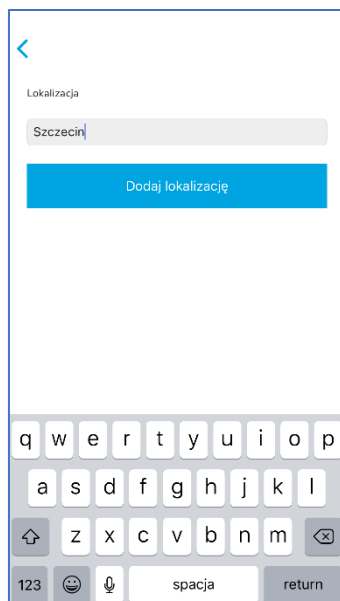 Lokalizacja
Szczecin
Dodaj lokalizację
q w e r t y u i o p
a s d f g h j k l
z x c v b n m
123 spacja return